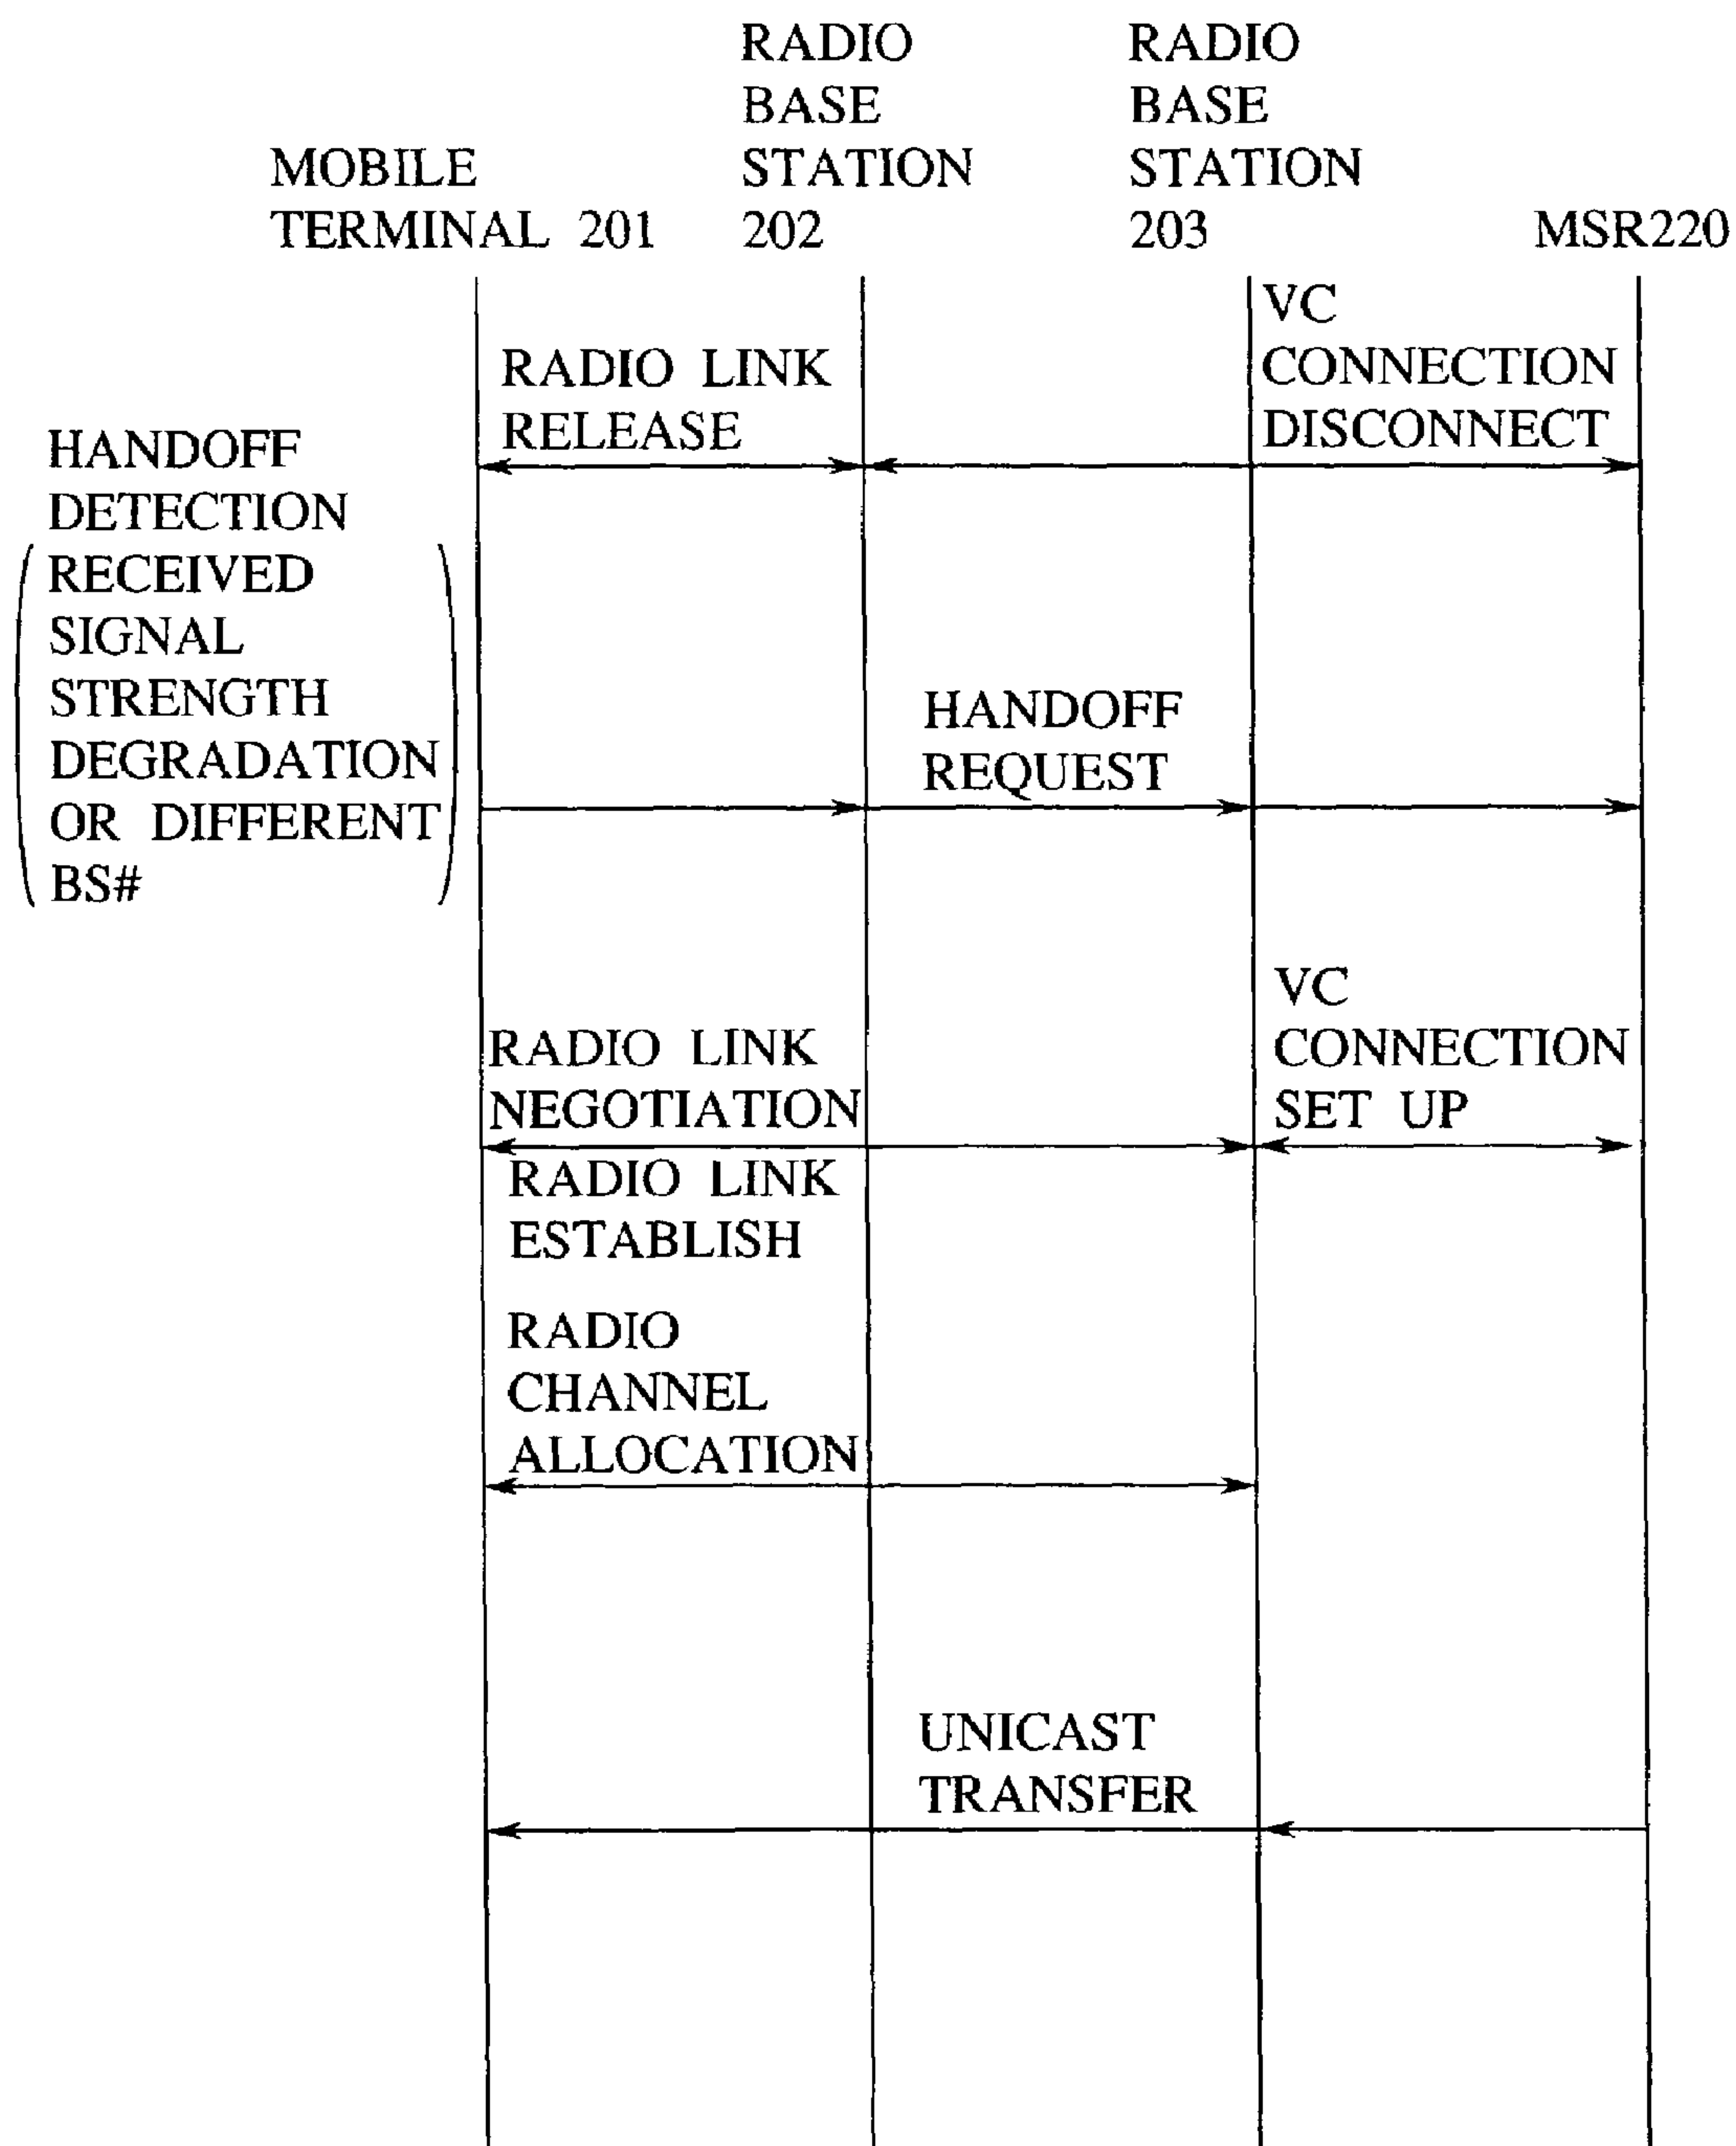 MOBILE
TERMINAL 201
RADIO
BASE
STATION
202
RADIO
BASE
STATION
203
MSR220
RADIO LINK
RELEASE
VC
CONNECTION
DISCONNECT
HANDOFF
DETECTION
RECEIVED
SIGNAL
STRENGTH
DEGRADATION
OR DIFFERENT
BS#
HANDOFF
REQUEST
RADIO LINK
NEGOTIATION
VC
CONNECTION
SET UP
RADIO LINK
ESTABLISH
RADIO
CHANNEL
ALLOCATION
UNICAST
TRANSFER